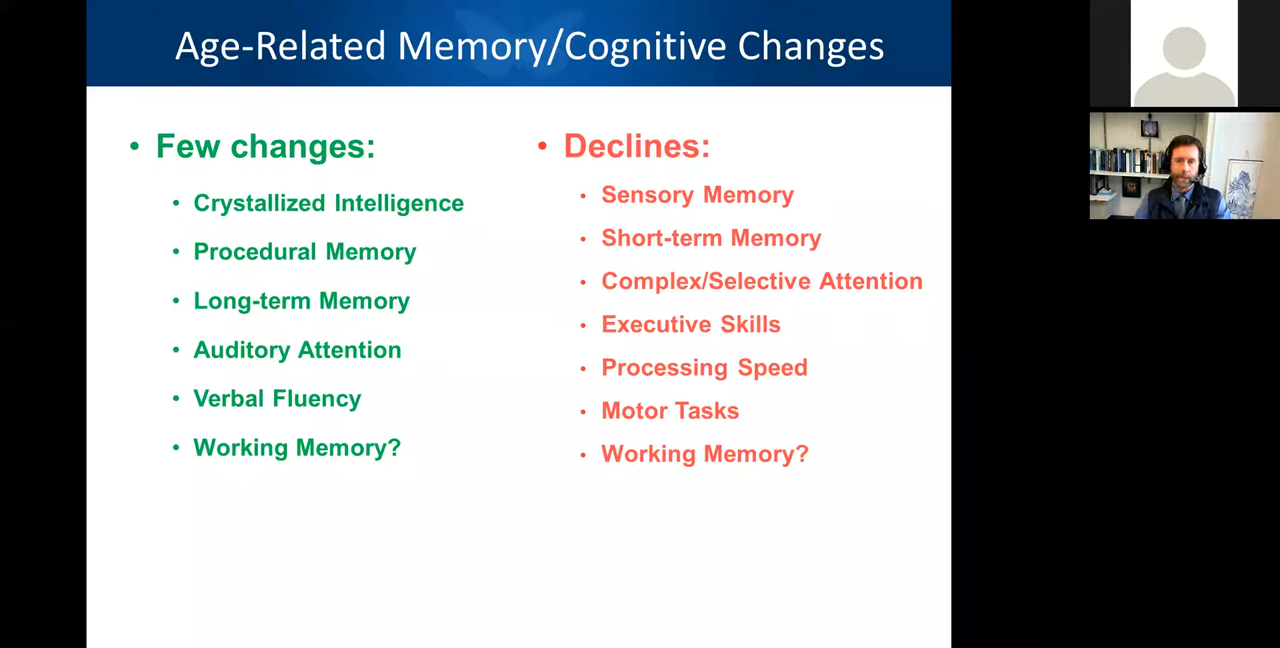 Age-Related Memory/Cognitive Changes
• Few changes:
• Crystallized Intelligence
• Procedural Memory
• Long-term Memory
• Auditory Attention
• Verbal Fluency
• Working Memory?
• Declines:
• Sensory Memory
• Short-term Memory
• Complex/Selective Attention
• Executive Skills
• Processing Speed
• Motor Tasks
• Working Memory?